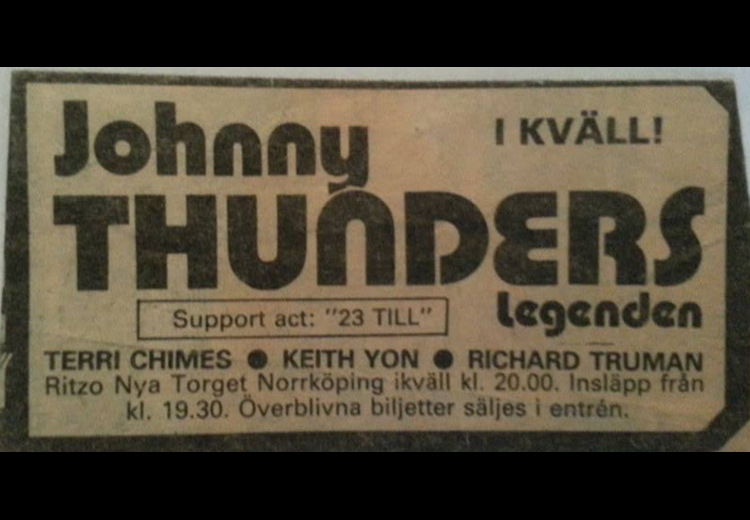 Johnny
I KVÄLL!
THUNDERS
Legenden
Support act: "23 TILL"
TERRI CHIMES ● KEITH YON ● RICHARD TRUMAN
Ritzo Nya Torget Norrköping ikväll kl. 20.00. Insläpp från
kl. 19.30. Överblivna biljetter säljes i entrén.